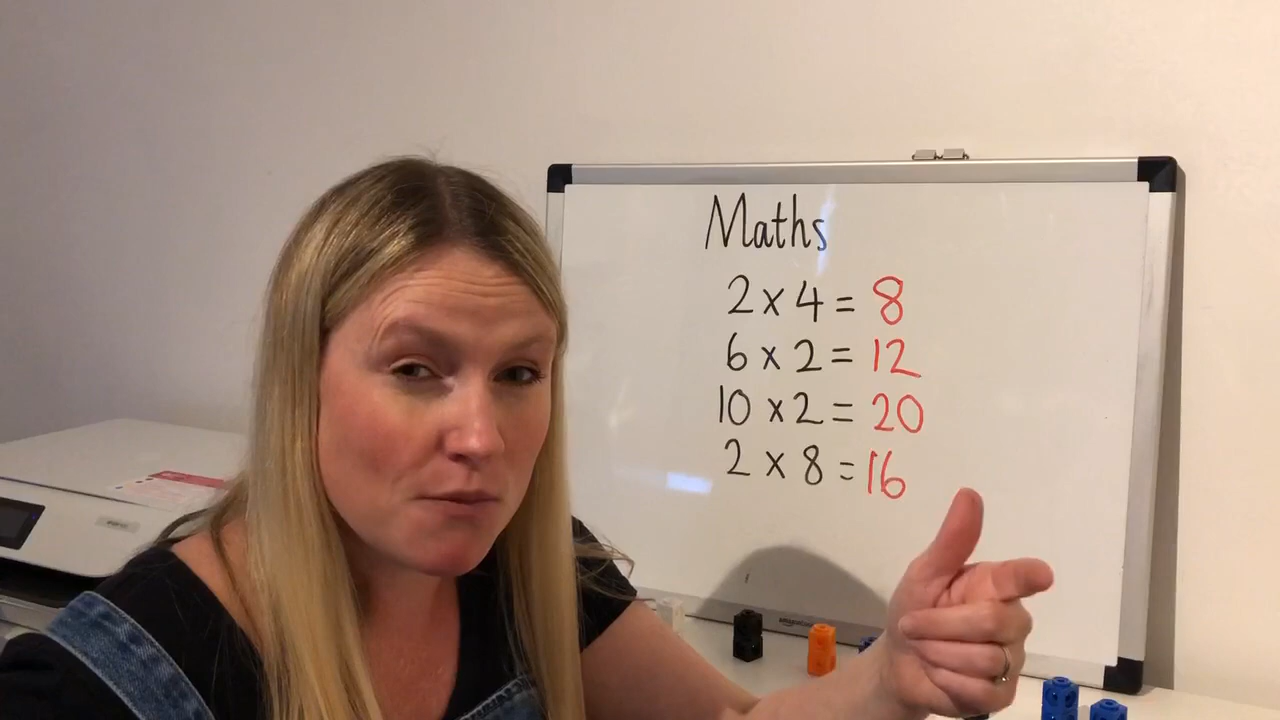 Maths
2 x 4 = 8
6 x 2 = 12
10 x 2 = 20
2 x 8 = 16